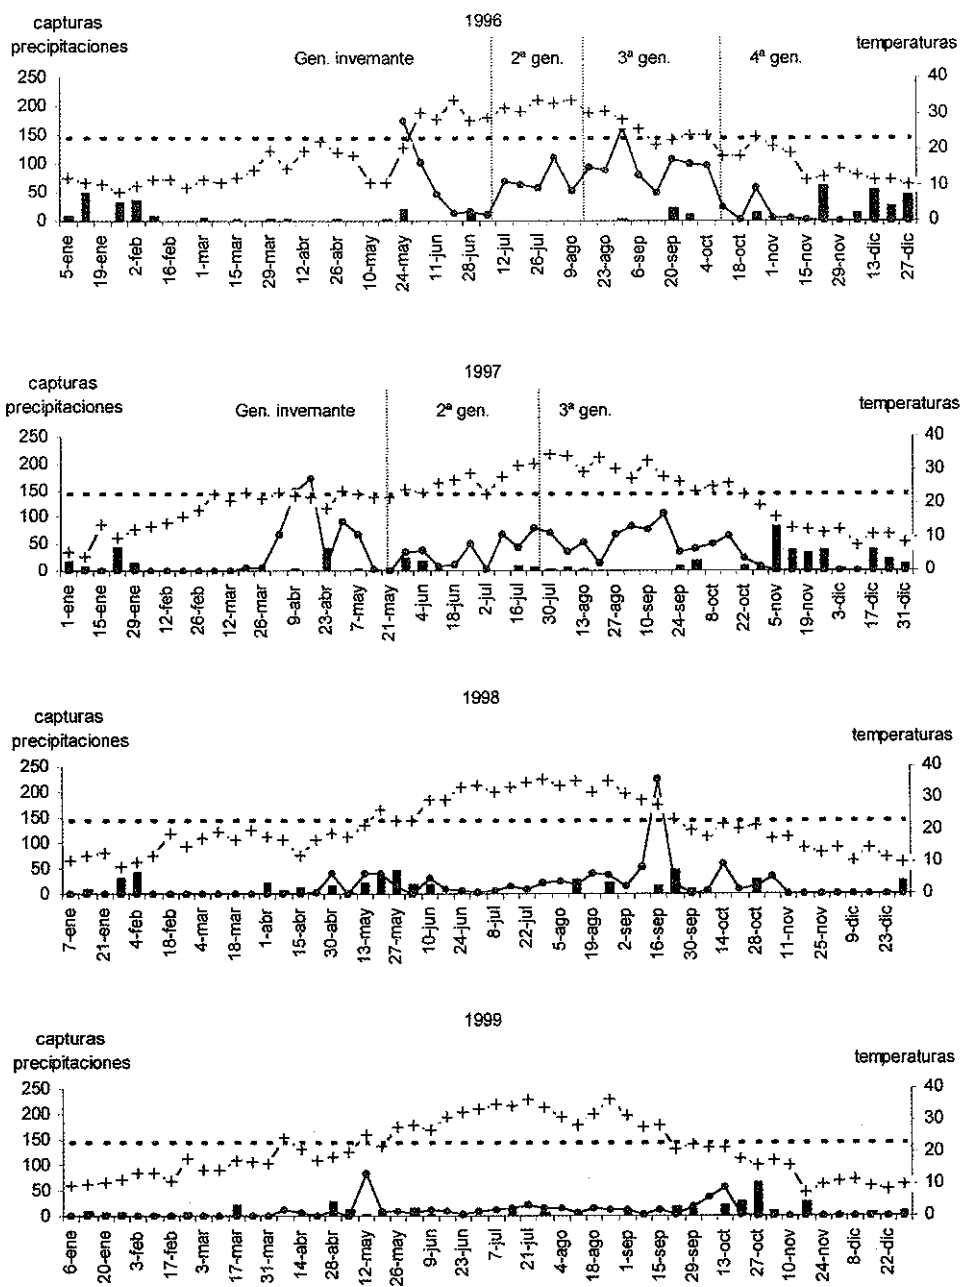 1996
capturas
precipitaciones
temperaturas
Gen. invernante 2ª gen. 3ª gen. 4ª gen.
250
200
150
100
50
0
40
30
20
10
0
5-ene 19-ene 2-feb 16-feb 1-mar 15-mar 29-mar 12-abr 26-abr 10-may 24-may 11-jun 28-jun 12-jul 26-jul 9-ago 23-ago 6-sep 20-sep 4-oct 18-oct 1-nov 15-nov 29-nov 13-dic 27-dic
1997
capturas
precipitaciones
temperaturas
Gen. invernante 2ª gen. 3ª gen.
250
200
150
100
50
0
40
30
20
10
0
1-ene 15-ene 29-ene 12-feb 26-feb 12-mar 26-mar 9-abr 23-abr 7-may 21-may 4-jun 18-jun 2-jul 16-jul 30-jul 13-ago 27-ago 10-sep 24-sep 8-oct 22-oct 5-nov 19-nov 3-dic 17-dic 31-dic
1998
capturas
precipitaciones
temperaturas
250
200
150
100
50
0
40
30
20
10
0
7-ene 21-ene 4-feb 18-feb 4-mar 18-mar 1-abr 15-abr 30-abr 13-may 27-may 10-jun 24-jun 8-jul 22-jul 5-ago 19-ago 2-sep 16-sep 30-sep 14-oct 28-oct 11-nov 25-nov 9-dic 23-dic
1999
capturas
precipitaciones
temperaturas
250
200
150
100
50
0
40
30
20
10
0
6-ene 20-ene 3-feb 17-feb 3-mar 17-mar 31-mar 14-abr 28-abr 12-may 26-may 9-jun 23-jun 7-jul 21-jul 4-ago 18-ago 1-sep 15-sep 29-sep 13-oct 27-oct 10-nov 24-nov 8-dic 22-dic